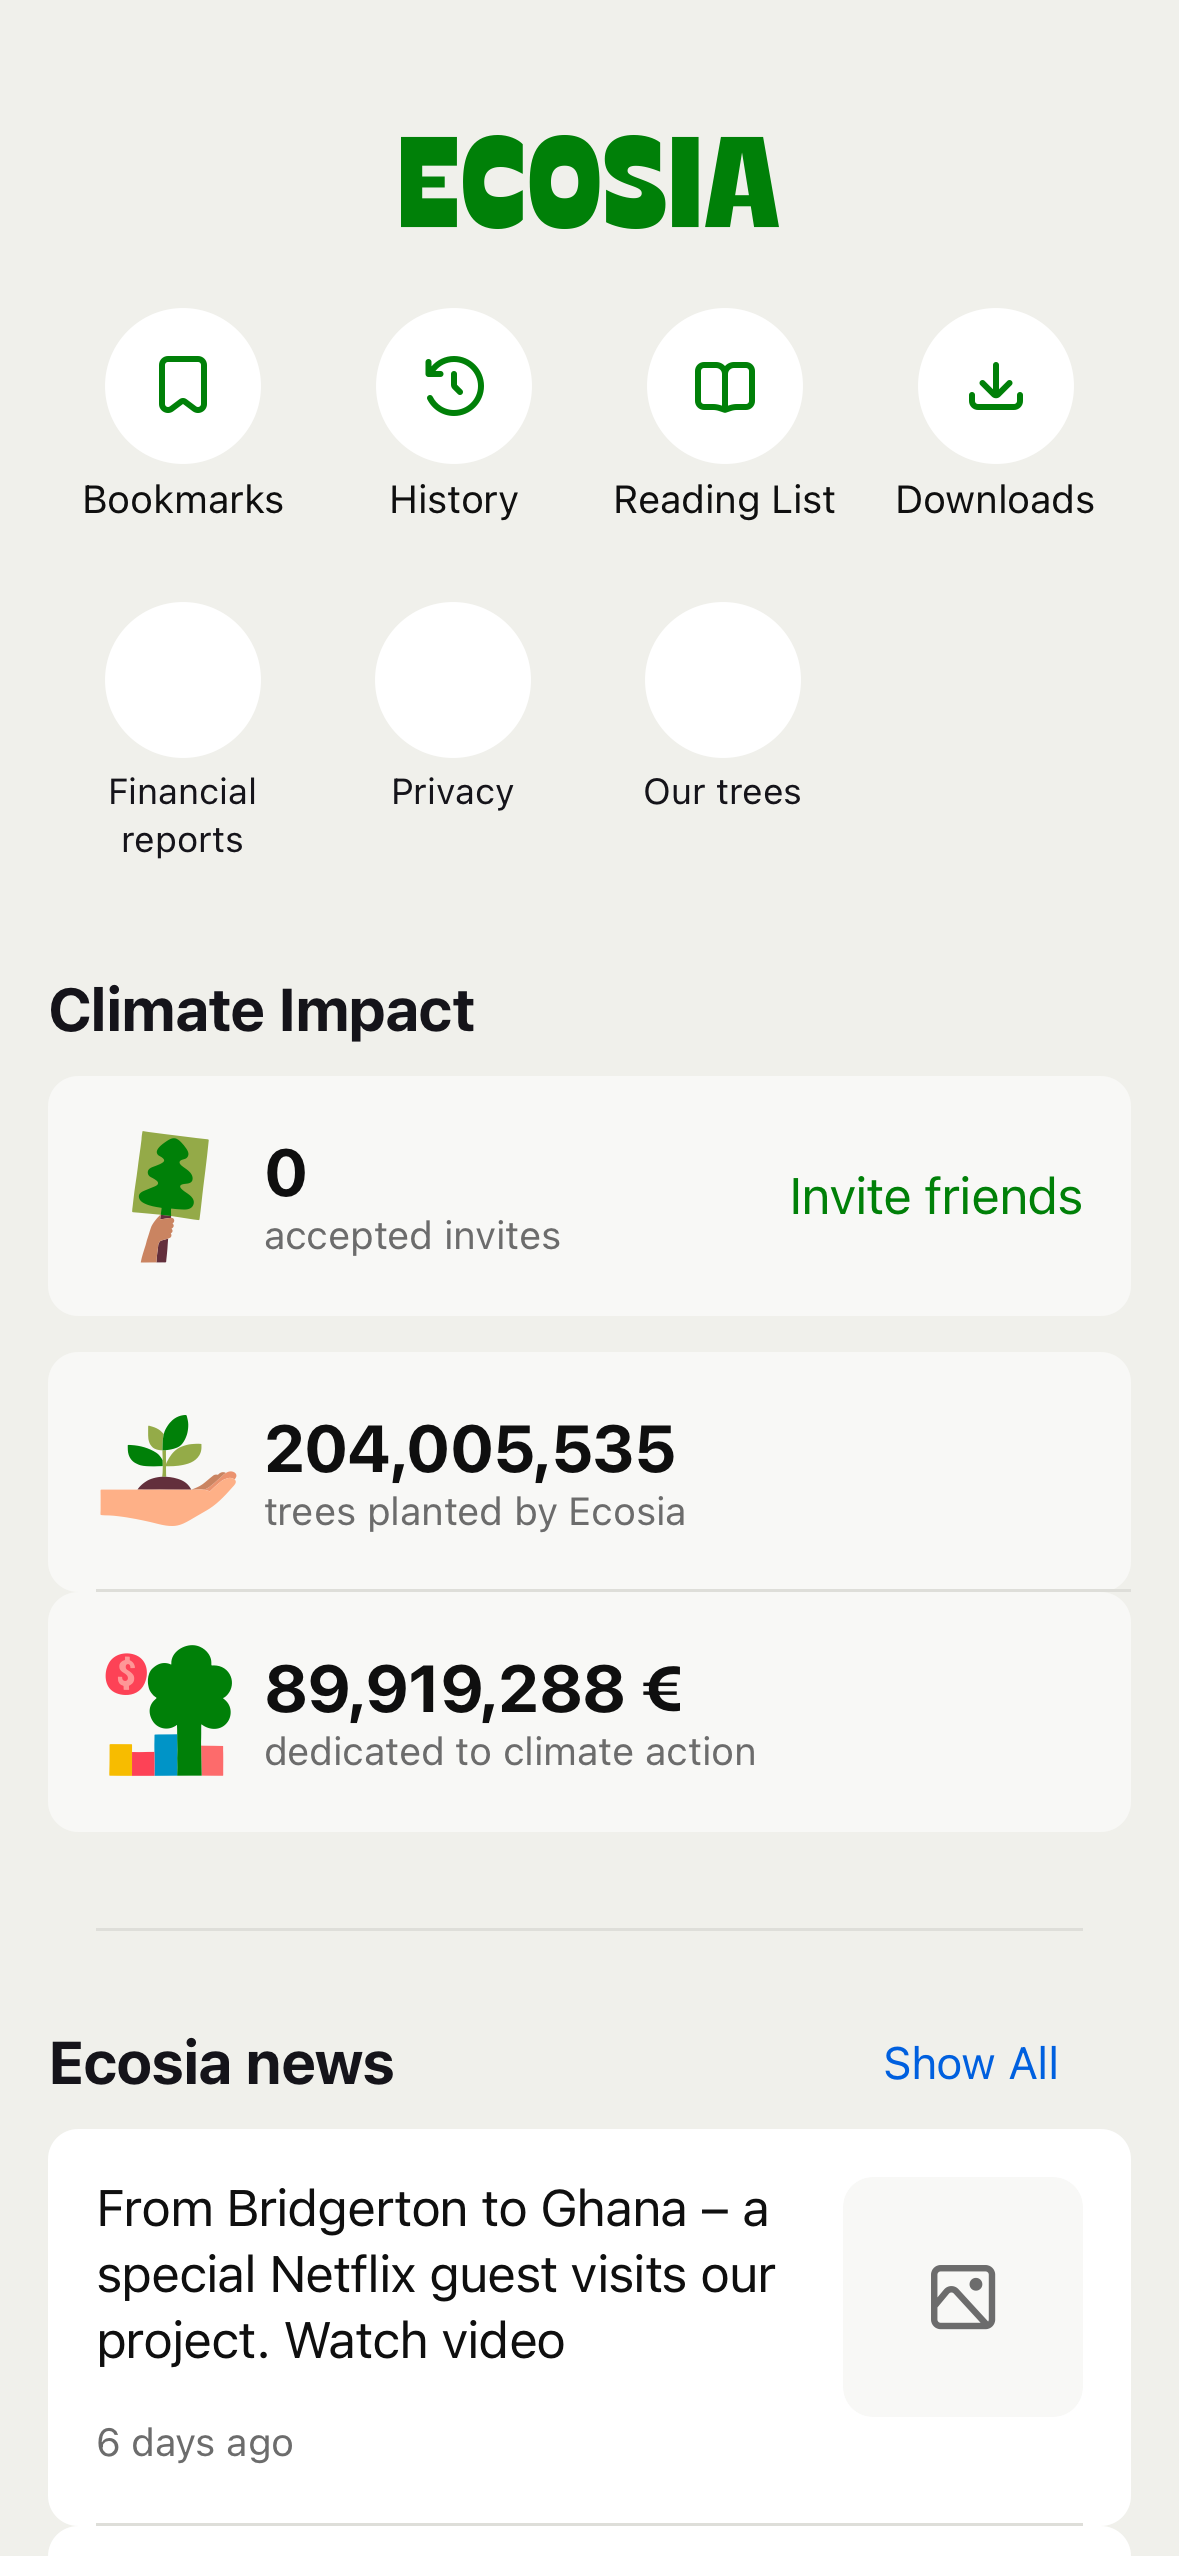 ECOSIA
Bookmarks
History
Reading List
Downloads
Financial
reports
Privacy
Our trees
Climate Impact
0
accepted invites
Invite friends
204,005,535
trees planted by Ecosia
$
89,919,288 €
dedicated to climate action
Ecosia news
Show All
From Bridgerton to Ghana – a
special Netflix guest visits our
project. Watch video
6 days ago